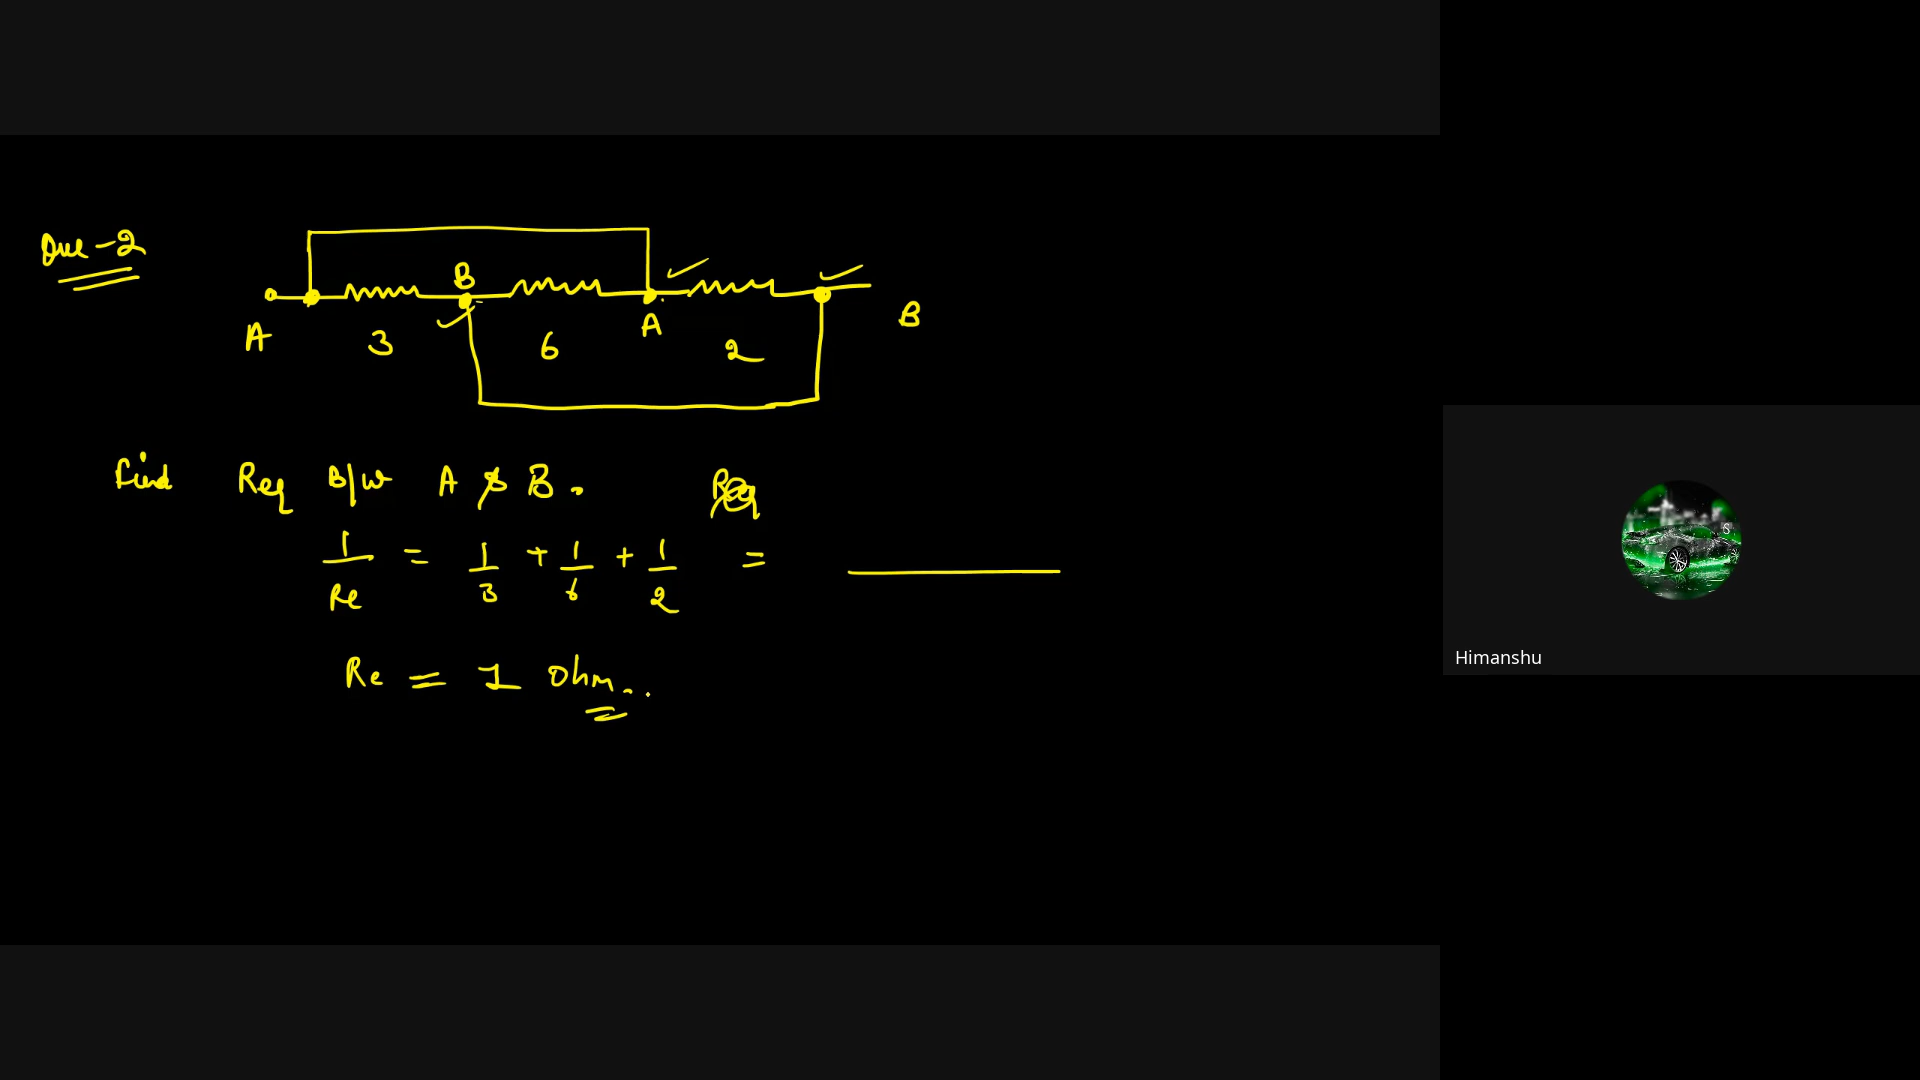 Que-2
B
A 3 6 A 2 B
Find Req B/w A & B.
1/Re = 1/3 + 1/6 + 1/2 =
Re = 1 ohm.
Himanshu